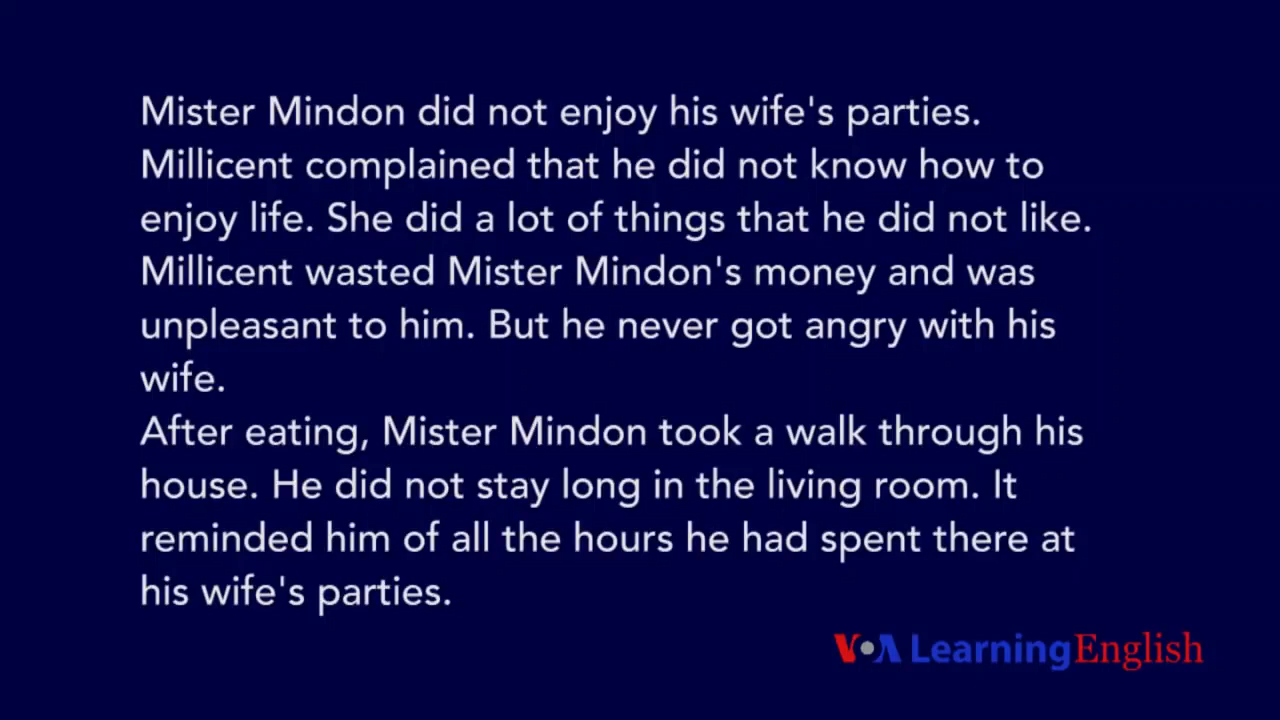 Mister Mindon did not enjoy his wife's parties.
Millicent complained that he did not know how to
enjoy life. She did a lot of things that he did not like.
Millicent wasted Mister Mindon's money and was
unpleasant to him. But he never got angry with his
wife.
After eating, Mister Mindon took a walk through his
house. He did not stay long in the living room. It
reminded him of all the hours he had spent there at
his wife's parties.
VOA Learning English